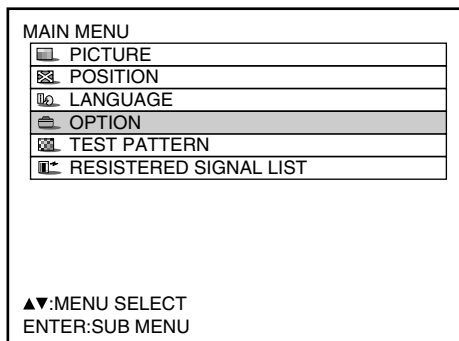 MAIN MENU
PICTURE
POSITION
LANGUAGE
OPTION
TEST PATTERN
RESISTERED SIGNAL LIST
▲▼:MENU SELECT
ENTER:SUB MENU